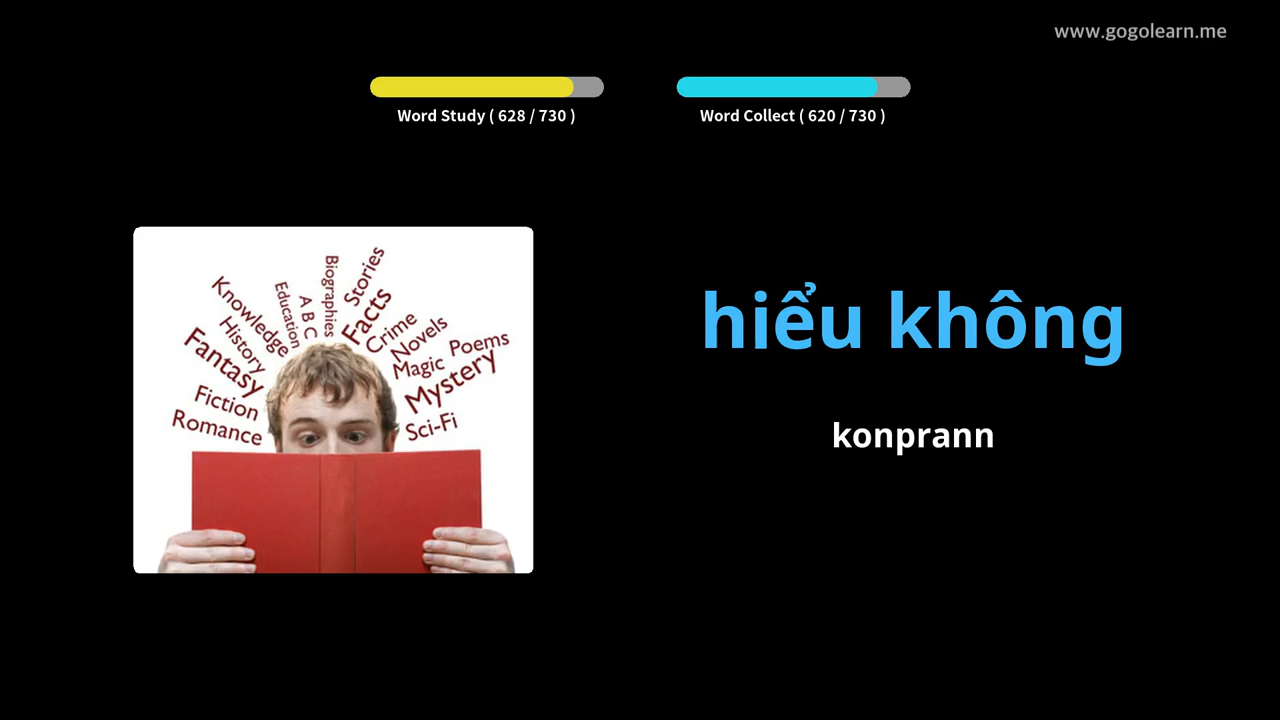 www.gogolearn.me
Word Study ( 628 / 730 )
Word Collect ( 620 / 730 )
Biographies
Stories
Knowledge
Education
A B C
Facts
History
Crime
Novels
Fantasy
Magic
Poems
Mystery
Fiction
Romance
Sci-Fi
hiểu không
konprann